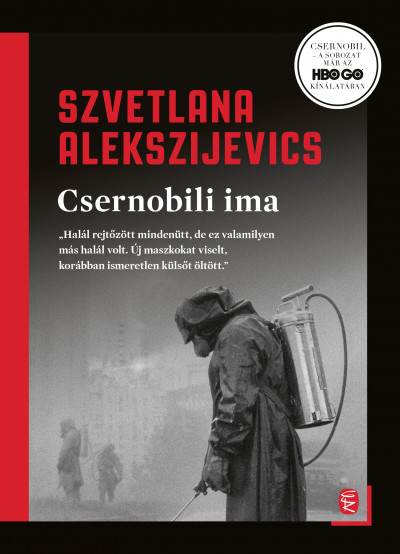 CSERNOBIL
– A SOROZAT
MÁR AZ
HBO GO
KÍNÁLATÁBAN
SZVETLANA
ALEKSZIJEVICS
Csernobili ima
„Halál rejtőzött mindenütt, de ez valamilyen
más halál volt. Új maszkokat viselt,
korábban ismeretlen külsőt öltött.”